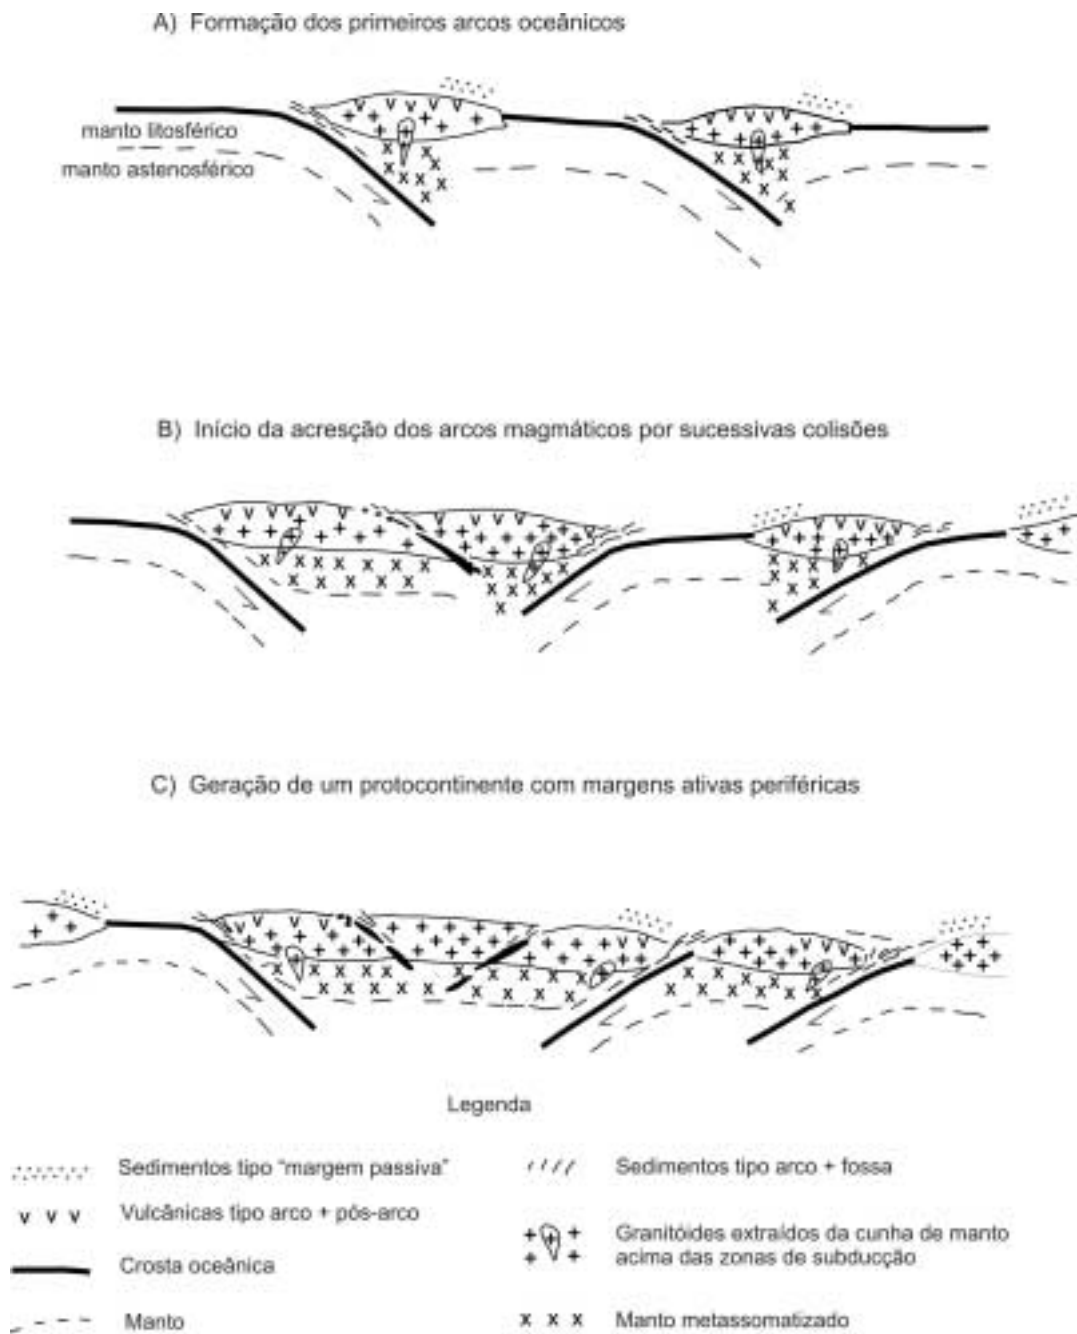 A) Formação dos primeiros arcos oceânicos
manto litosférico
manto astenosférico
B) Início da acresção dos arcos magmáticos por sucessivas colisões
C) Geração de um protocontinente com margens ativas periféricas
Legenda
Sedimentos tipo “margem passiva”
Sedimentos tipo arco + fossa
Vulcânicas tipo arco + pós-arco
Granitóides extraídos da cunha de manto
acima das zonas de subducção
Crosta oceânica
Manto
Manto metassomatizado